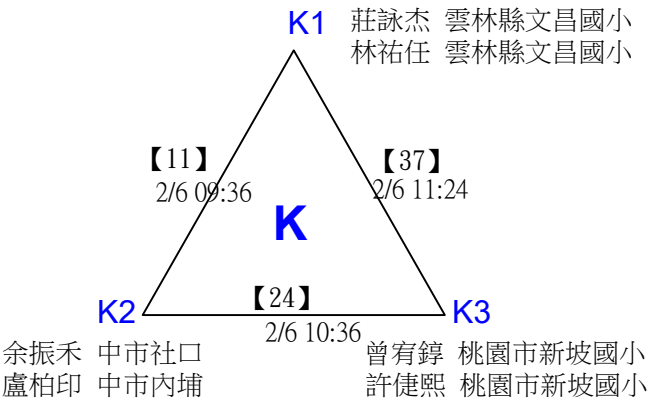 K1
莊詠杰 雲林縣文昌國小
林祐任 雲林縣文昌國小
【11】
2/6 09:36
【37】
2/6 11:24
K
【24】
2/6 10:36
K2
余振禾 中市社口
盧柏印 中市內埔
K3
曾宥錞 桃園市新坡國小
許倢熙 桃園市新坡國小